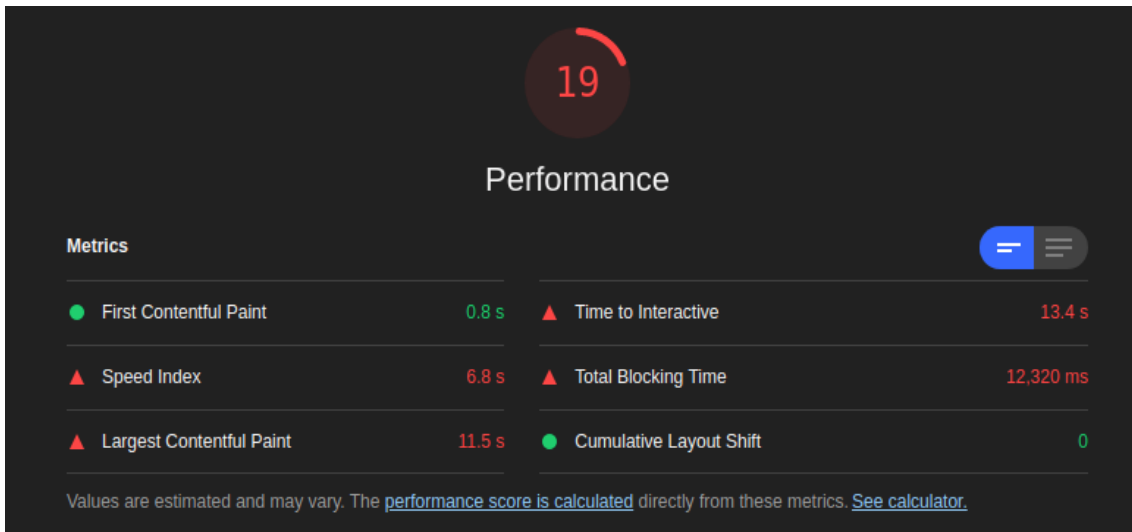 19
Performance
Metrics
First Contentful Paint 0.8 s
Time to Interactive 13.4 s
Speed Index 6.8 s
Total Blocking Time 12,320 ms
Largest Contentful Paint 11.5 s
Cumulative Layout Shift 0
Values are estimated and may vary. The performance score is calculated directly from these metrics. See calculator.